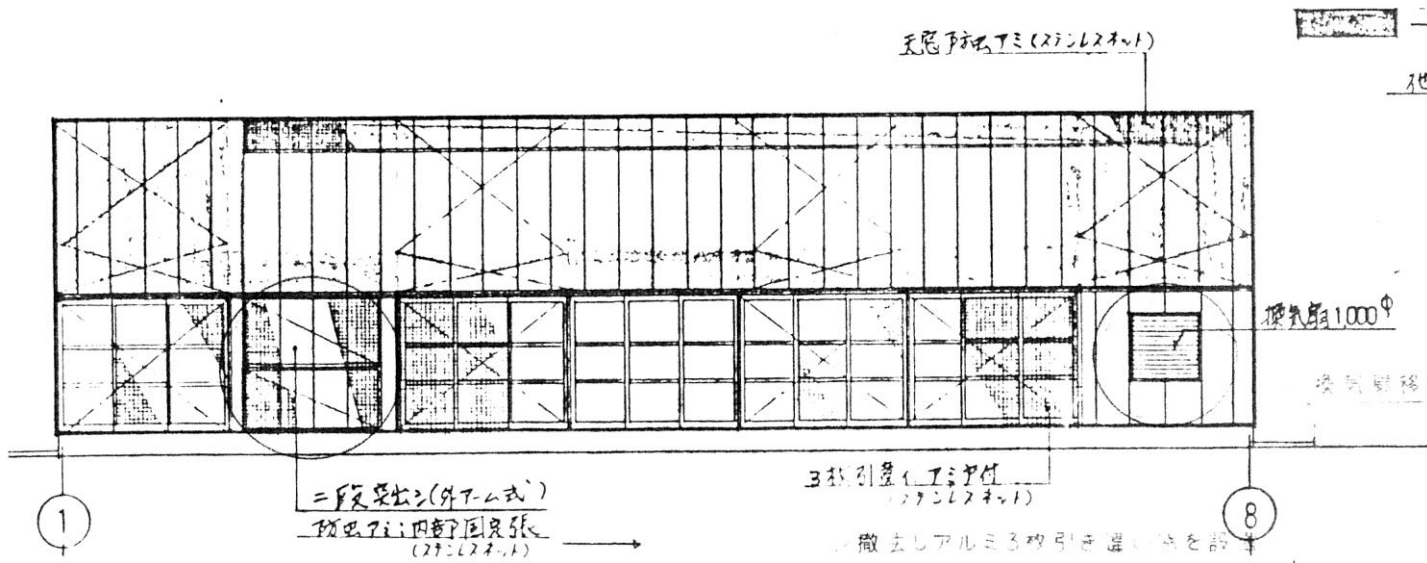 天窓防虫アミ(ステンレスネット)
他
換気扇1,000φ
換気扇移
二段突出シ(外アーム式)
防虫アミ:内部固定張
(ステンレスネット)
3枚引違イアミ戸付
(ステンレスネット)
撤去しアルミ3枚引き違い
を設
1
8